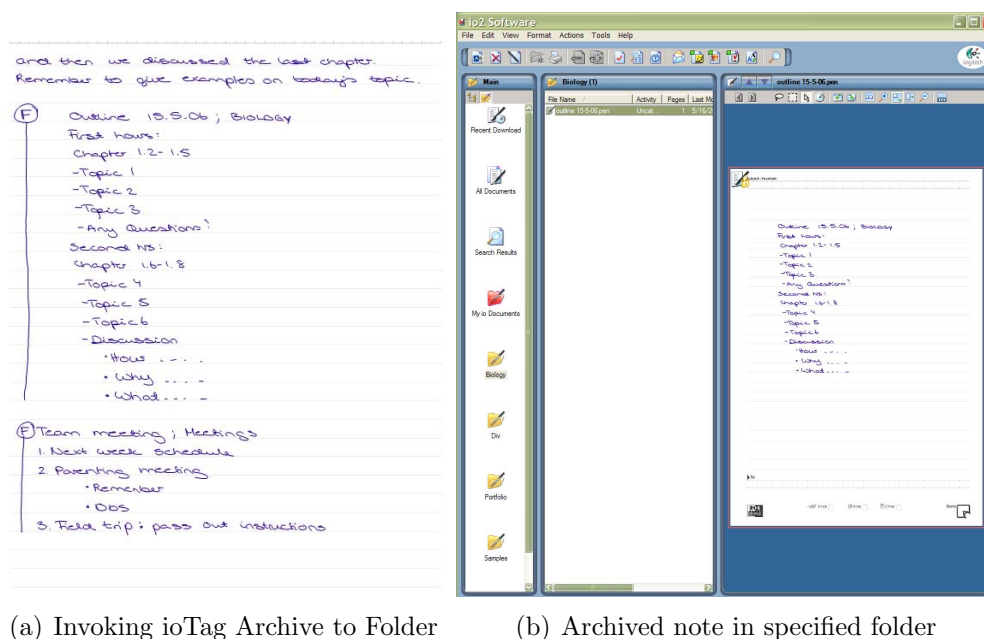 and then we discussed the last chapter.
Remember to give examples on today's topic.
F Outline 15.5.06 ; BIOLOGY
First hours:
Chapter 1.2-1.5
-Topic 1
-Topic 2
-Topic 3
-Any Questions?
Second hrs:
Chapter 1.6-1.8
-Topic 4
-Topic 5
-Topic 6
-Discussion
•How ....
•Why ....
•What ....
F Team meeting ; Meetings
1. Next week schedule
2. Parenting meeting
•Remember
•OBS
3. Field trip: pass out instructions
(a) Invoking ioTag Archive to Folder
io2 Software
File Edit View Format Actions Tools Help
Logitech
Main
Recent Download
All Documents
Search Results
My io Documents
Biology
Div
Portfolio
Samples
Biology (1)
File Name / Activity Pages Last Mo
outline 15-5-06.pen Uncat... 1 5/16/2
outline 15-5-06.pen
Outline 15.5.06 ; BIOLOGY
First hours:
Chapter 1.2-1.5
-Topic 1
-Topic 2
-Topic 3
-Any Questions?
Second hrs:
Chapter 1.6-1.8
-Topic 4
-Topic 5
-Topic 6
-Discussion
•How ....
•Why ....
•What ....
(b) Archived note in specified folder